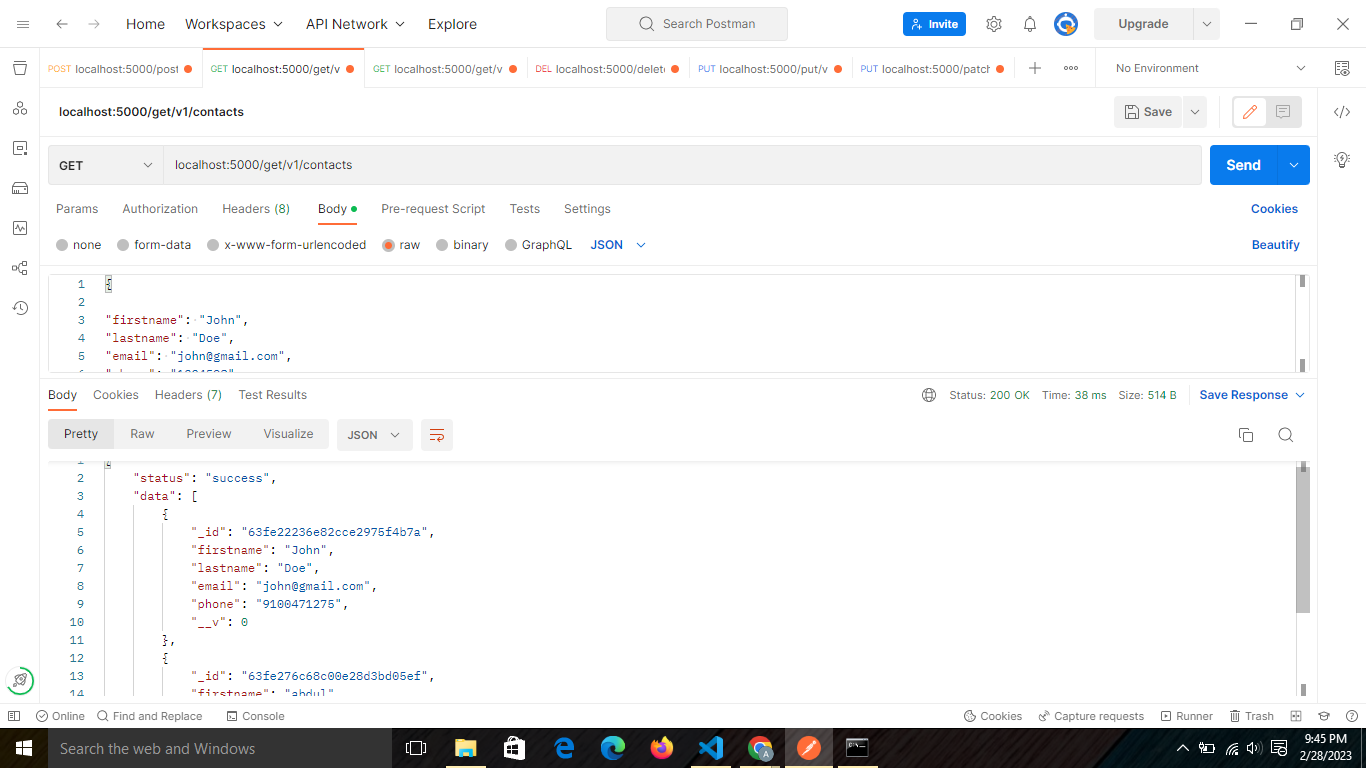 Home Workspaces API Network Explore Search Postman Invite Upgrade
POST localhost:5000/post GET localhost:5000/get/v GET localhost:5000/get/v DEL localhost:5000/delet PUT localhost:5000/put/v PUT localhost:5000/patch No Environment
localhost:5000/get/v1/contacts Save
GET localhost:5000/get/v1/contacts Send
Params Authorization Headers (8) Body Pre-request Script Tests Settings Cookies
none form-data x-www-form-urlencoded raw binary GraphQL JSON Beautify
1 {
2
3 "firstname": "John",
4 "lastname": "Doe",
5 "email": "john@gmail.com",
Body Cookies Headers (7) Test Results Status: 200 OK Time: 38 ms Size: 514 B Save Response
Pretty Raw Preview Visualize JSON
1 {
2 "status": "success",
3 "data": [
4 {
5 "_id": "63fe22236e82cce2975f4b7a",
6 "firstname": "John",
7 "lastname": "Doe",
8 "email": "john@gmail.com",
9 "phone": "9100471275",
10 "__v": 0
11 },
12 {
13 "_id": "63fe276c68c00e28d3bd05ef",
14 "firstname": "abdul"
Online Find and Replace Console Cookies Capture requests Runner Trash
Search the web and Windows
9:45 PM
2/28/2023